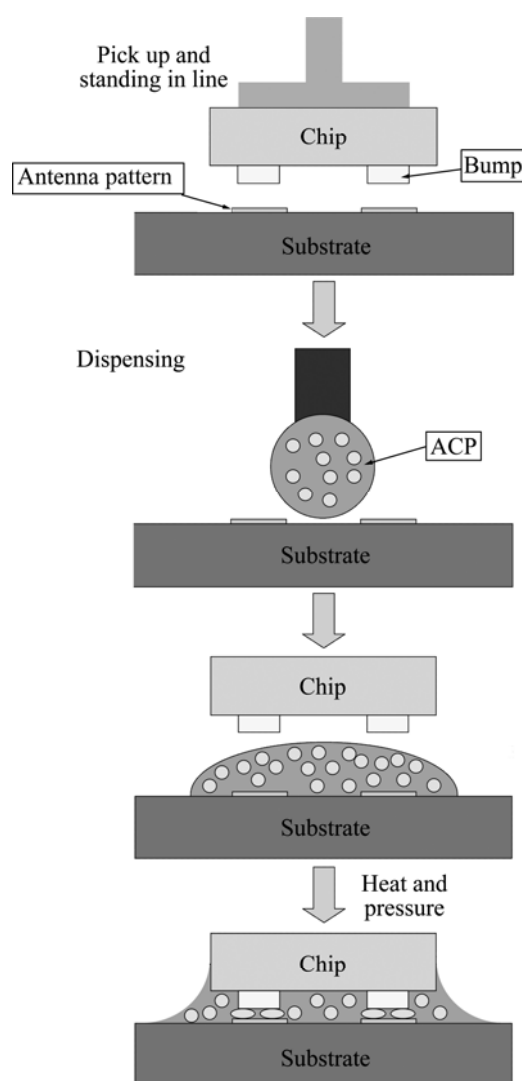 Pick up and
standing in line
Chip
Bump
Antenna pattern
Substrate
Dispensing
ACP
Substrate
Chip
Substrate
Heat and
pressure
Chip
Substrate